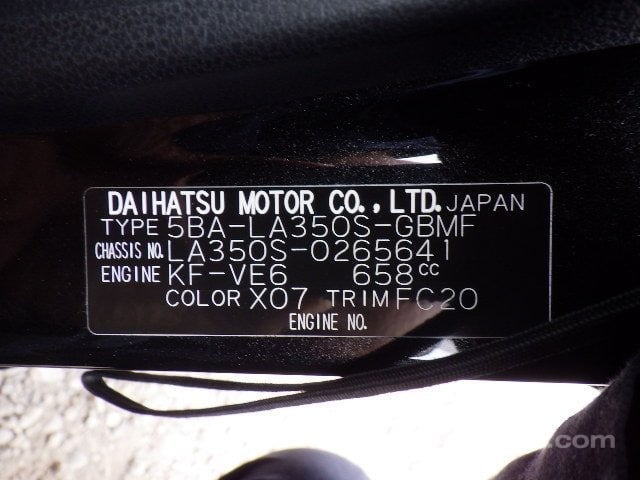 DAIHATSU MOTOR CO., LTD. JAPAN
TYPE 5BA-LA350S-GBMF
CHASSIS NO. LA350S-0265641
ENGINE KF-VE6 658cc
COLOR X07 TRIM FC20
ENGINE NO.
.com